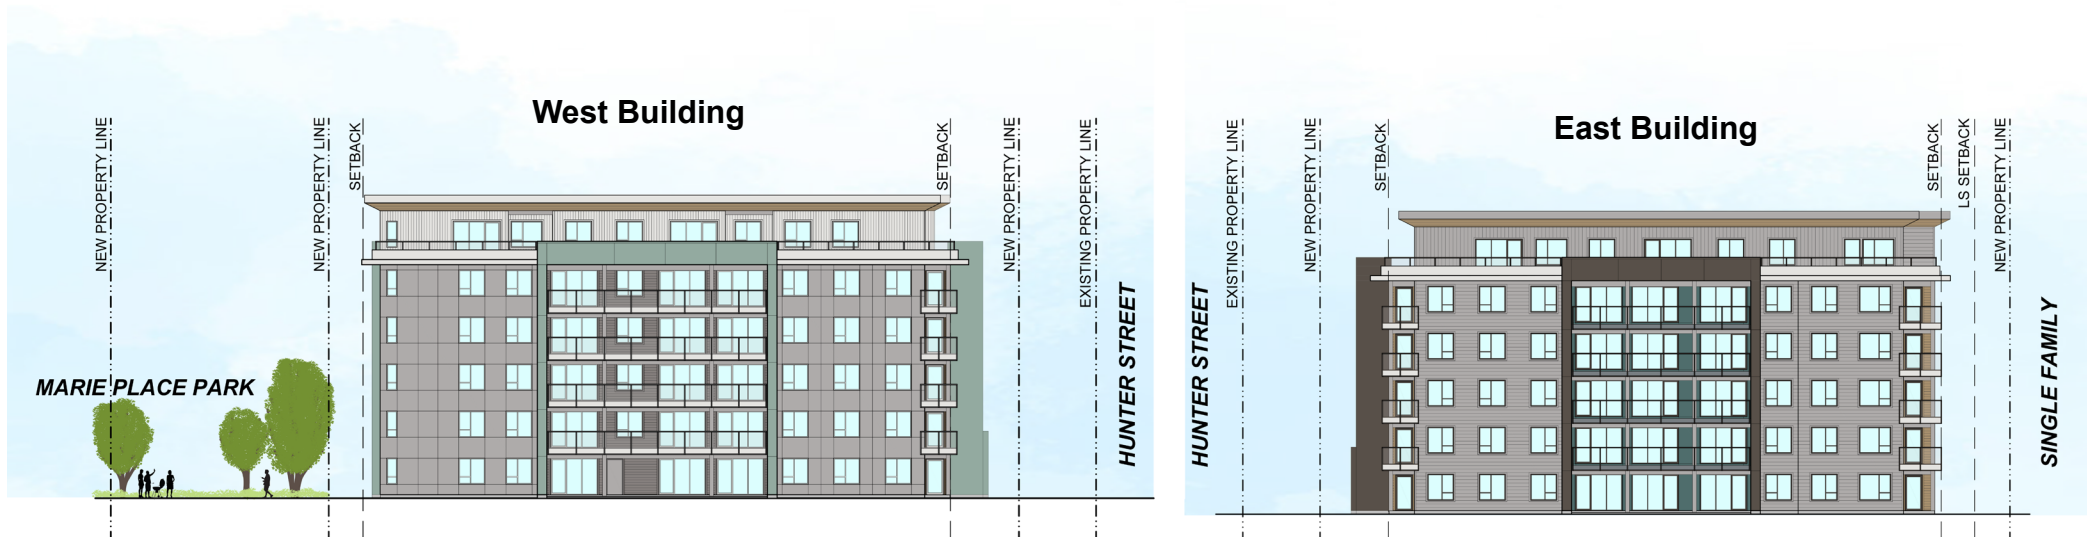 West Building
NEW PROPERTY LINE
NEW PROPERTY LINE
SETBACK
SETBACK
NEW PROPERTY LINE
EXISTING PROPERTY LINE
MARIE PLACE PARK
HUNTER STREET
East Building
HUNTER STREET
EXISTING PROPERTY LINE
NEW PROPERTY LINE
SETBACK
SETBACK
LS SETBACK
NEW PROPERTY LINE
SINGLE FAMILY